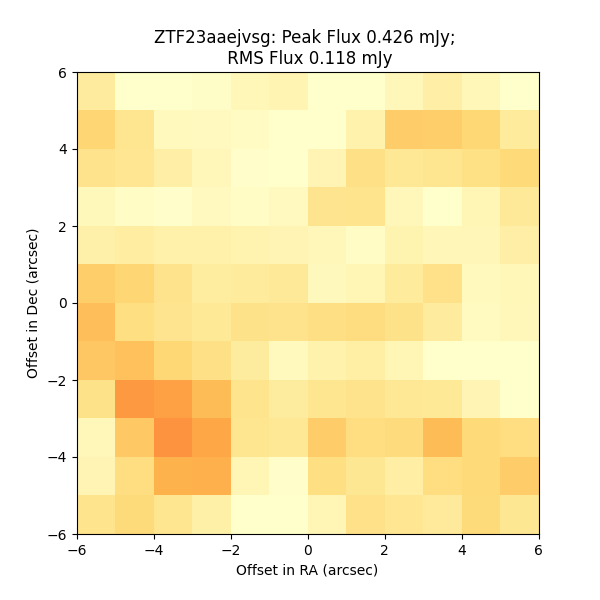 ZTF23aaejvsg: Peak Flux 0.426 mJy;
RMS Flux 0.118 mJy
6
4
2
0
−2
−4
−6
Offset in Dec (arcsec)
−6 −4 −2 0 2 4 6
Offset in RA (arcsec)